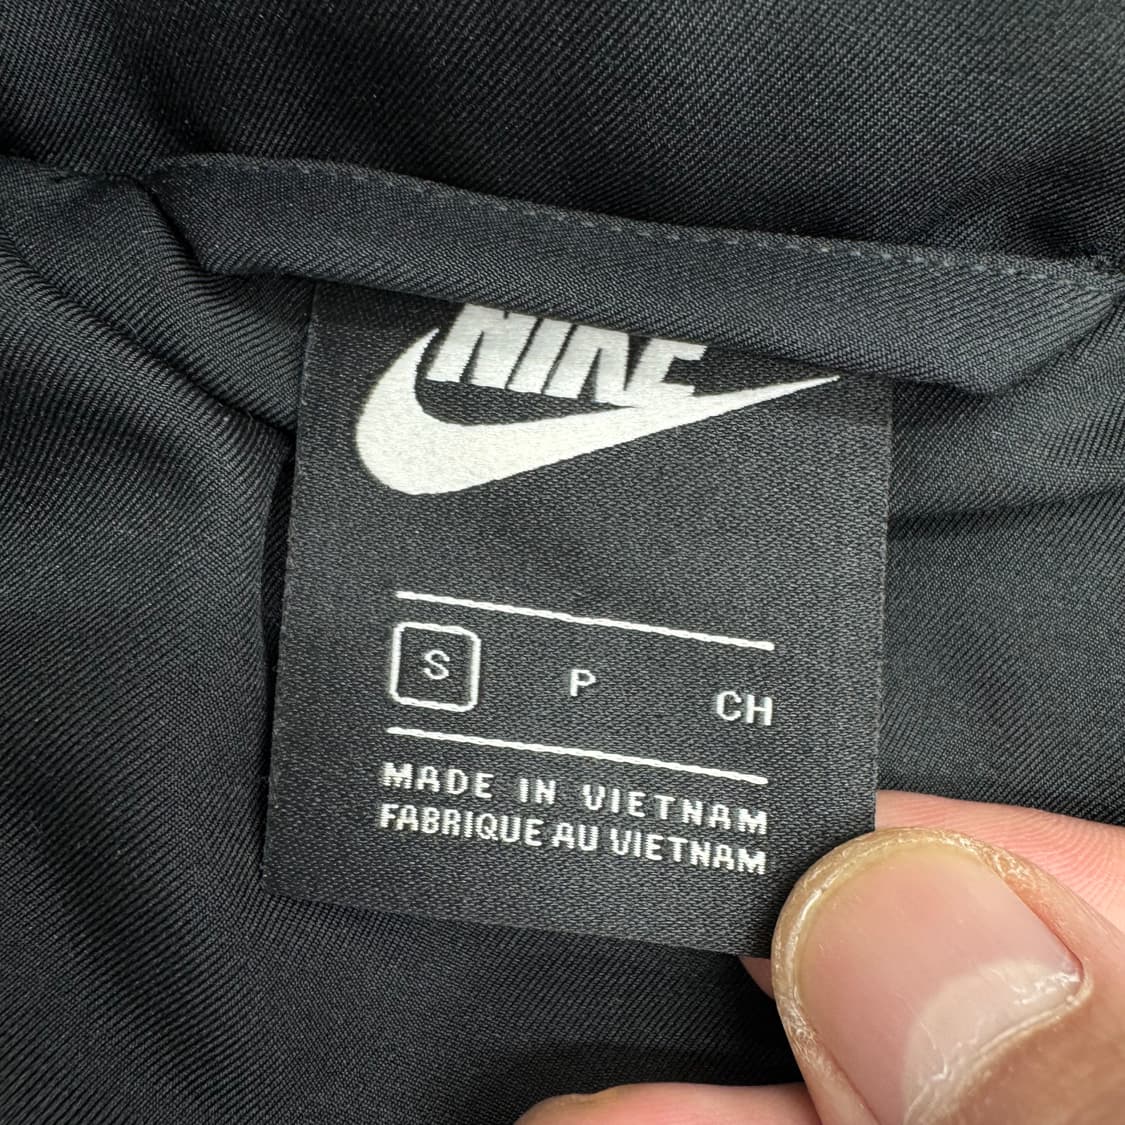 NIKE
S P CH
MADE IN VIETNAM
FABRIQUE AU VIETNAM